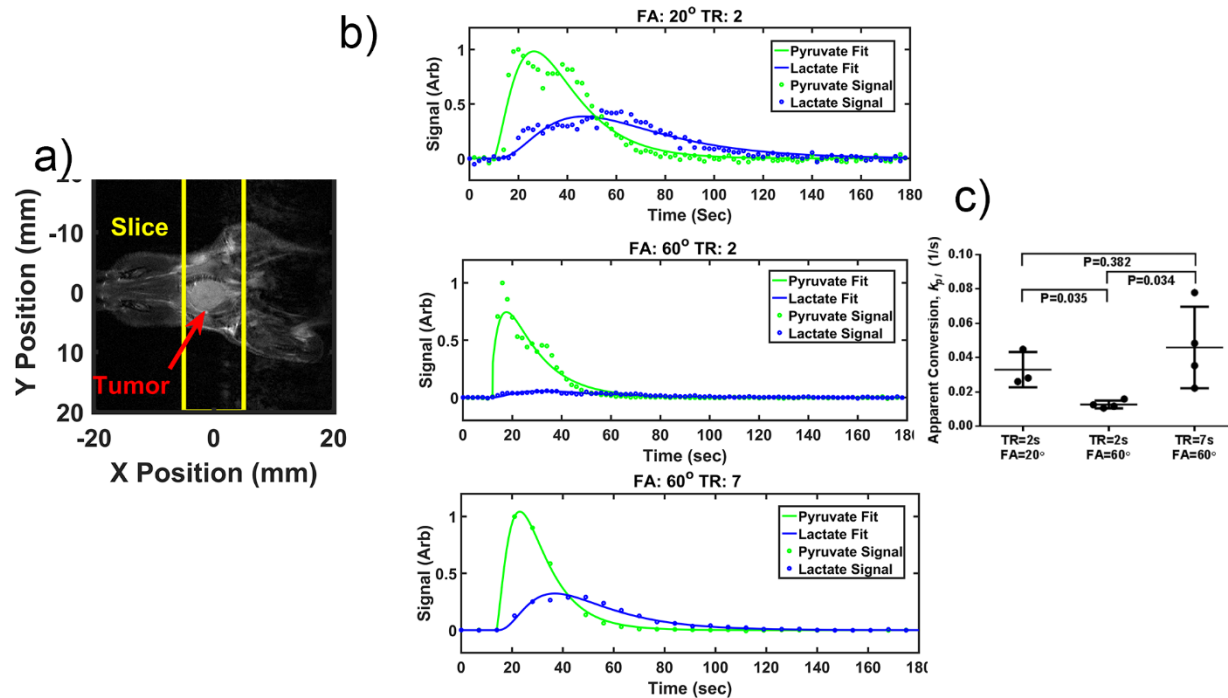 a)
Slice
Tumor
Y Position (mm)
-10
0
10
20
-20
0
20
X Position (mm)
b)
FA: 20o TR: 2
Signal (Arb)
1
0.5
0
Pyruvate Fit
Lactate Fit
Pyruvate Signal
Lactate Signal
0 20 40 60 80 100 120 140 160 180
Time (Sec)
FA: 60o TR: 2
Signal (Arb)
1
0.5
0
Pyruvate Fit
Lactate Fit
Pyruvate Signal
Lactate Signal
0 20 40 60 80 100 120 140 160 180
Time (sec)
FA: 60o TR: 7
Signal (Arb)
1
0.5
0
Pyruvate Fit
Lactate Fit
Pyruvate Signal
Lactate Signal
0 20 40 60 80 100 120 140 160 180
Time (sec)
c)
Apparent Conversion, kpl (1/s)
0.10
0.08
0.06
0.04
0.02
0.00
P=0.382
P=0.034
P=0.035
TR=2s TR=2s TR=7s
FA=20° FA=60° FA=60°